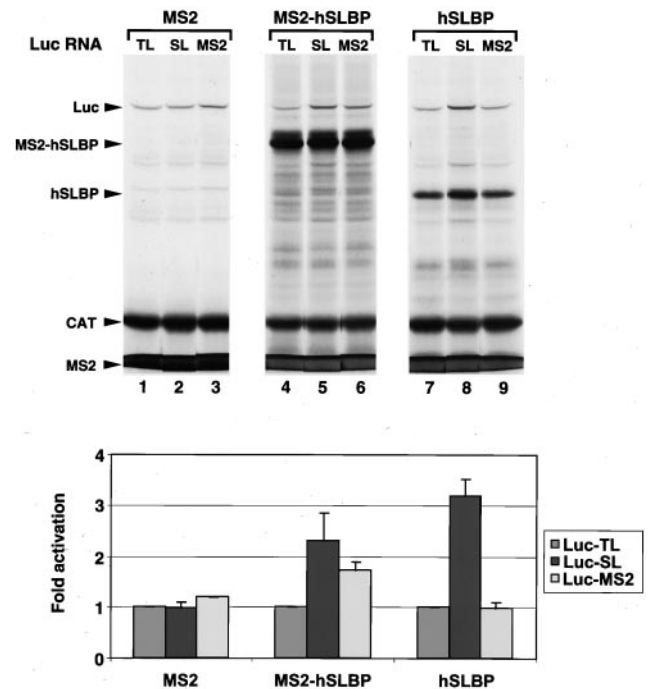 MS2 MS2-hSLBP hSLBP
Luc RNA TL SL MS2 TL SL MS2 TL SL MS2
Luc
MS2-hSLBP
hSLBP
CAT
MS2
1 2 3 4 5 6 7 8 9
4
3
2
1
0
Fold activation
Luc-TL
Luc-SL
Luc-MS2
MS2 MS2-hSLBP hSLBP